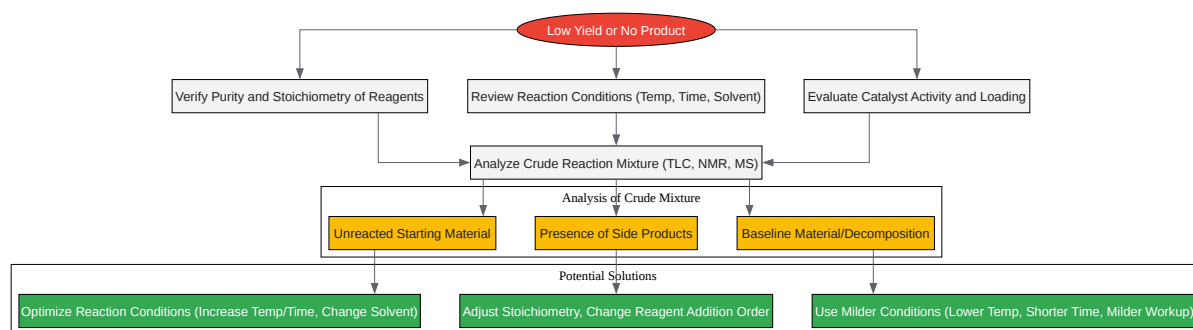 Low Yield or No Product
Verify Purity and Stoichiometry of Reagents
Review Reaction Conditions (Temp, Time, Solvent)
Evaluate Catalyst Activity and Loading
Analyze Crude Reaction Mixture (TLC, NMR, MS)
Analysis of Crude Mixture
Unreacted Starting Material
Presence of Side Products
Baseline Material/Decomposition
Potential Solutions
Optimize Reaction Conditions (Increase Temp/Time, Change Solvent)
Adjust Stoichiometry, Change Reagent Addition Order
Use Milder Conditions (Lower Temp, Shorter Time, Milder Workup)